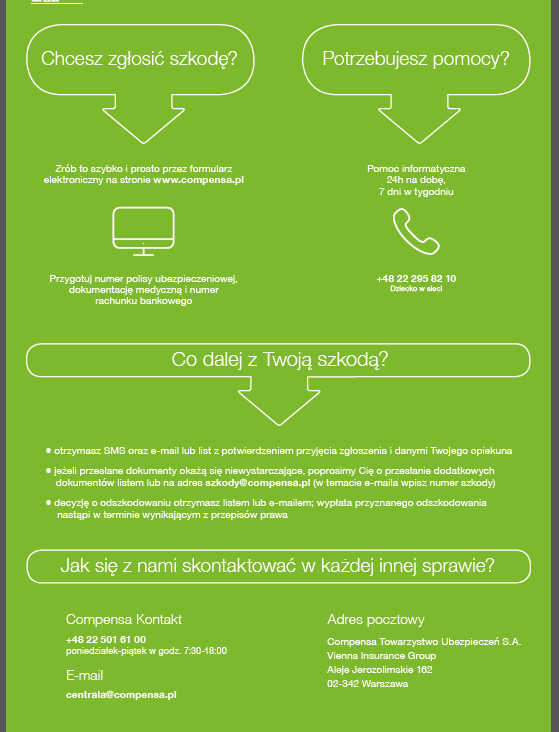 Chcesz zgłosić szkodę?
Potrzebujesz pomocy?
Zrób to szybko i prosto przez formularz
elektroniczny na stronie www.compensa.pl
Pomoc informatyczna
24h na dobę,
7 dni w tygodniu
Przygotuj numer polisy ubezpieczeniowej,
dokumentację medyczną i numer
rachunku bankowego
+48 22 295 82 10
Dziecko w sieci
Co dalej z Twoją szkodą?
● otrzymasz SMS oraz e-mail lub list z potwierdzeniem przyjęcia zgłoszenia i danymi Twojego opiekuna
● jeżeli przesłane dokumenty okażą się niewystarczające, poprosimy Cię o przesłanie dodatkowych
dokumentów listem lub na adres szkody@compensa.pl (w temacie e-maila wpisz numer szkody)
● decyzję o odszkodowaniu otrzymasz listem lub e-mailem; wypłata przyznanego odszkodowania
nastąpi w terminie wynikającym z przepisów prawa
Jak się z nami skontaktować w każdej innej sprawie?
Compensa Kontakt
+48 22 501 61 00
poniedziałek-piątek w godz. 7:30-18:00
E-mail
centrala@compensa.pl
Adres pocztowy
Compensa Towarzystwo Ubezpieczeń S.A.
Vienna Insurance Group
Aleje Jerozolimskie 162
02-342 Warszawa